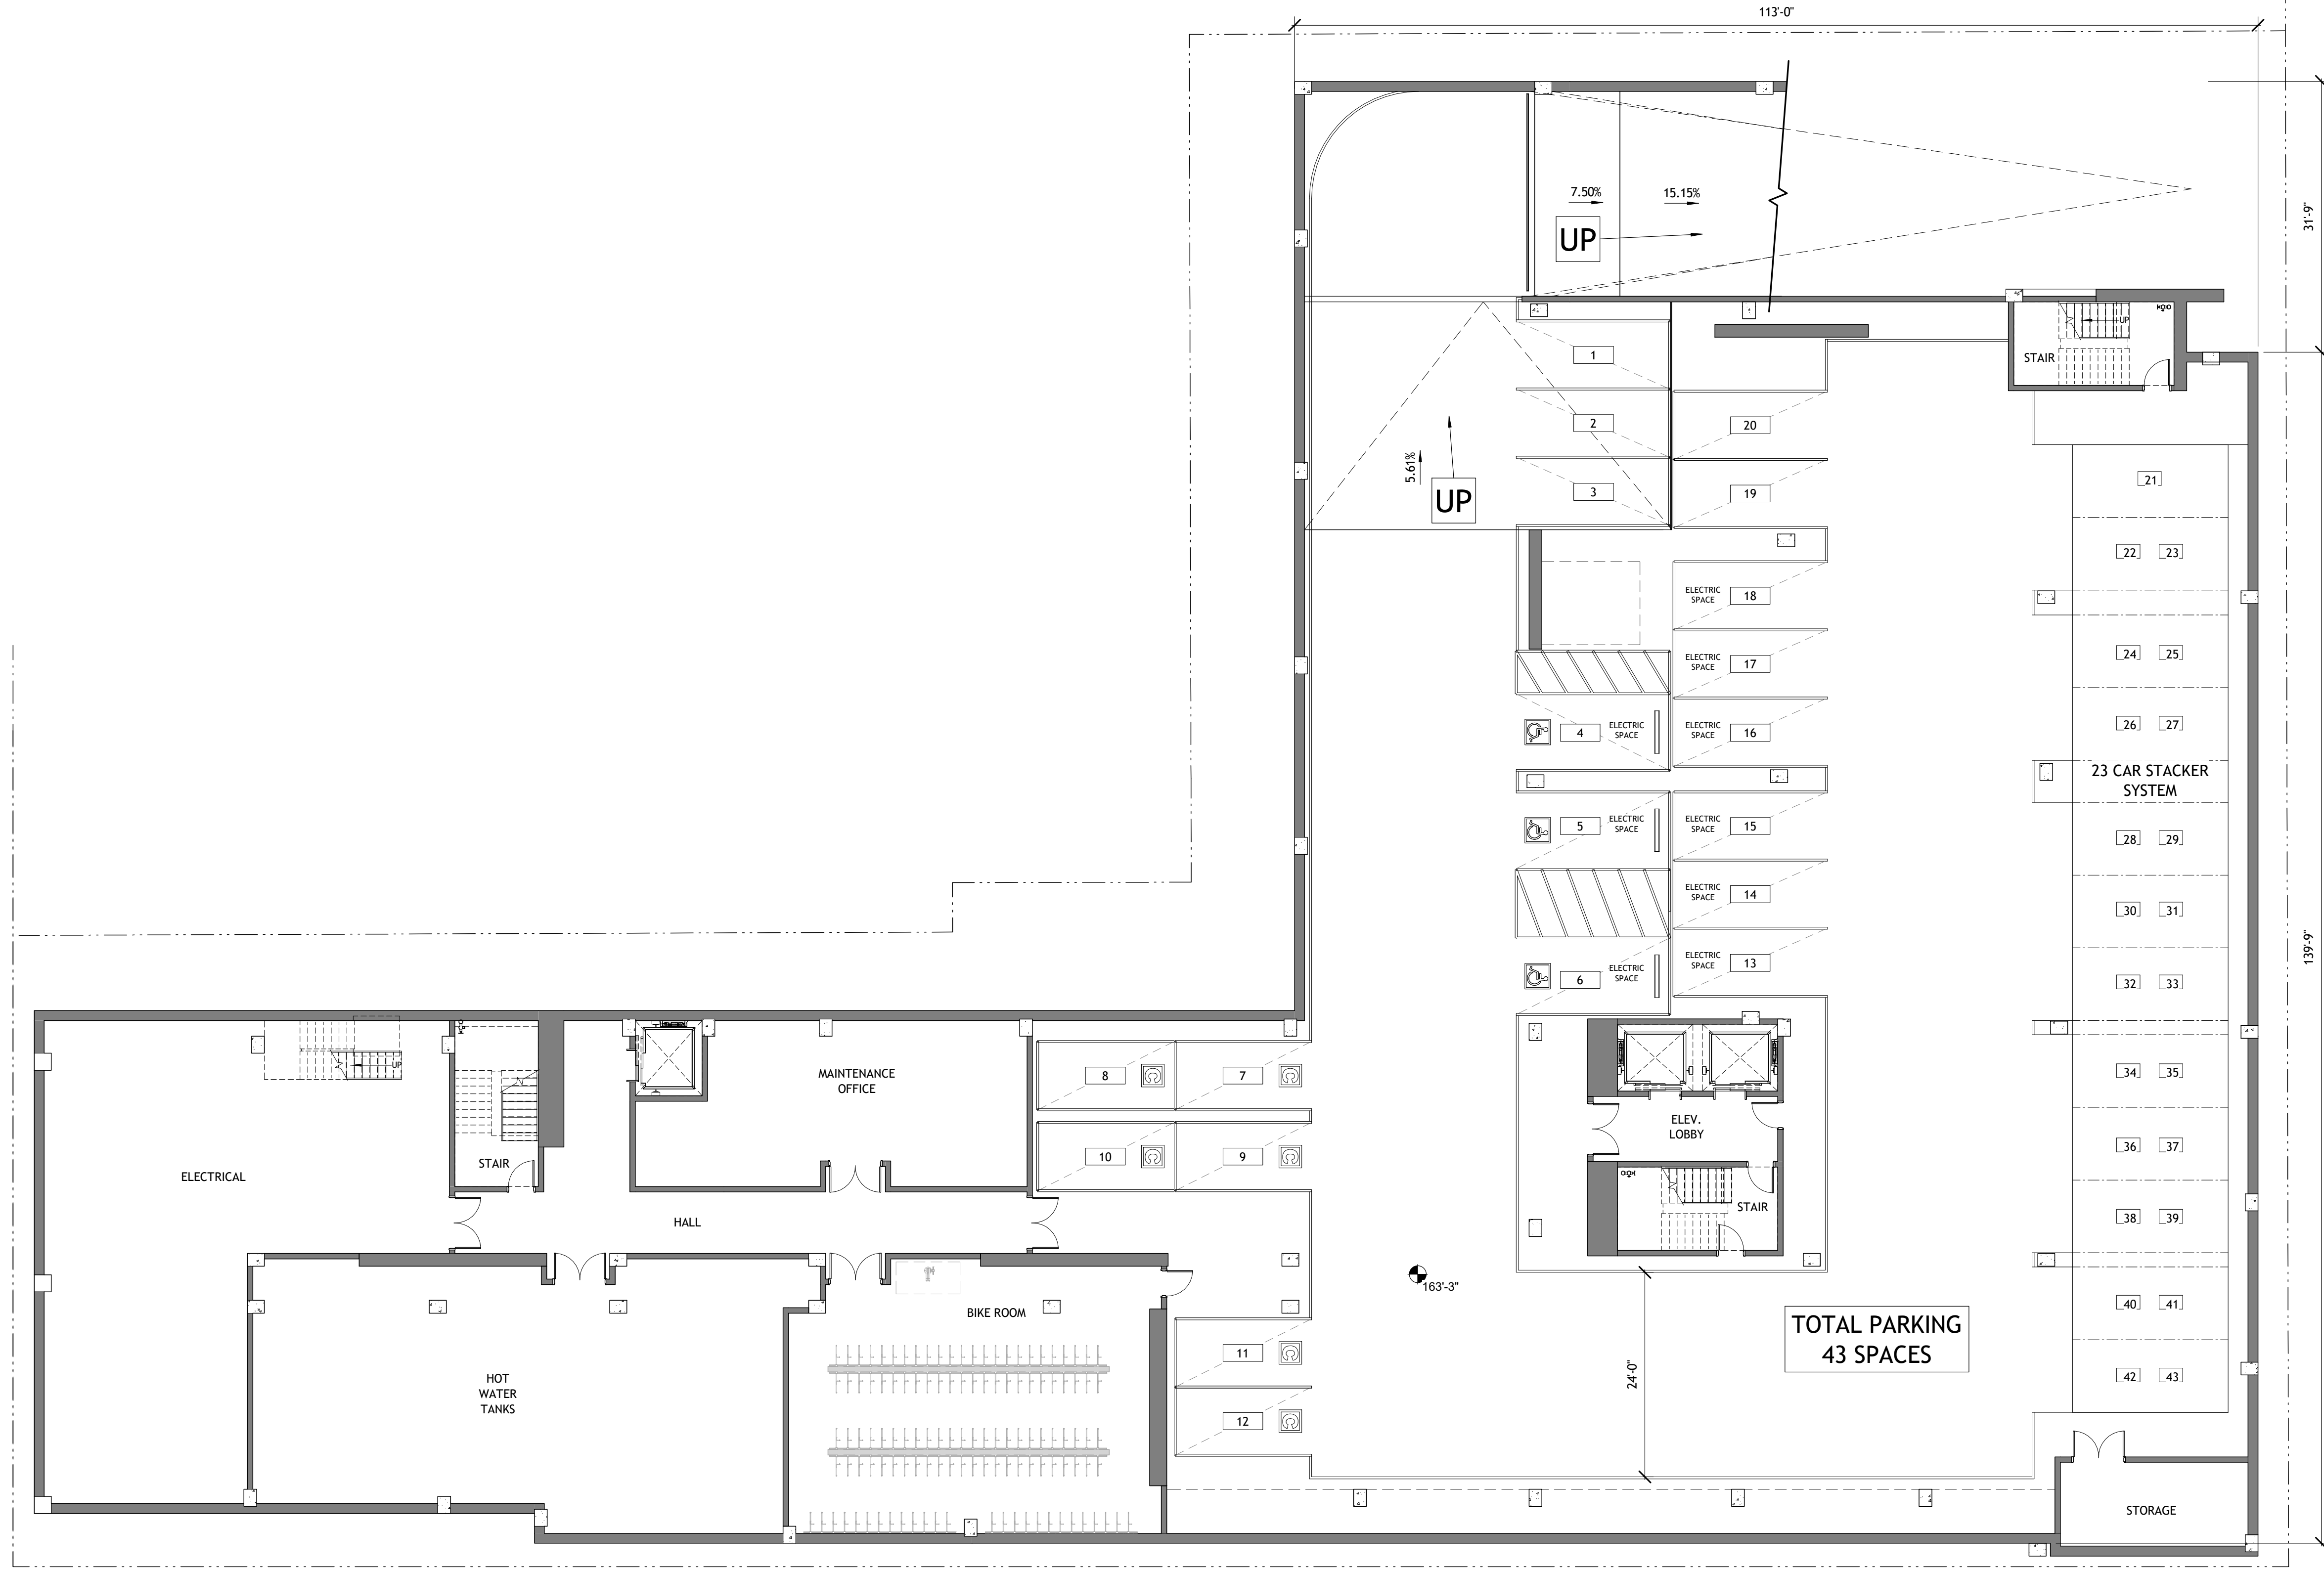 113'-0"
31'-9"
7.50%
15.15%
UP
UP
STAIR
1
2
20
3
19
5.61%
UP
21
22
23
ELECTRIC
SPACE
18
24
25
ELECTRIC
SPACE
17
4
ELECTRIC
SPACE
ELECTRIC
SPACE
16
26
27
23 CAR STACKER
SYSTEM
5
ELECTRIC
SPACE
ELECTRIC
SPACE
15
28
29
ELECTRIC
SPACE
14
30
31
139'-9"
6
ELECTRIC
SPACE
ELECTRIC
SPACE
13
32
33
UP
MAINTENANCE
OFFICE
8
C
7
C
34
35
ELEV.
LOBBY
10
C
9
C
36
37
ELECTRICAL
STAIR
HALL
STAIR
38
39
163'-3"
BIKE ROOM
40
41
TOTAL PARKING
43 SPACES
11
C
24'-0"
42
43
HOT
WATER
TANKS
12
C
STORAGE